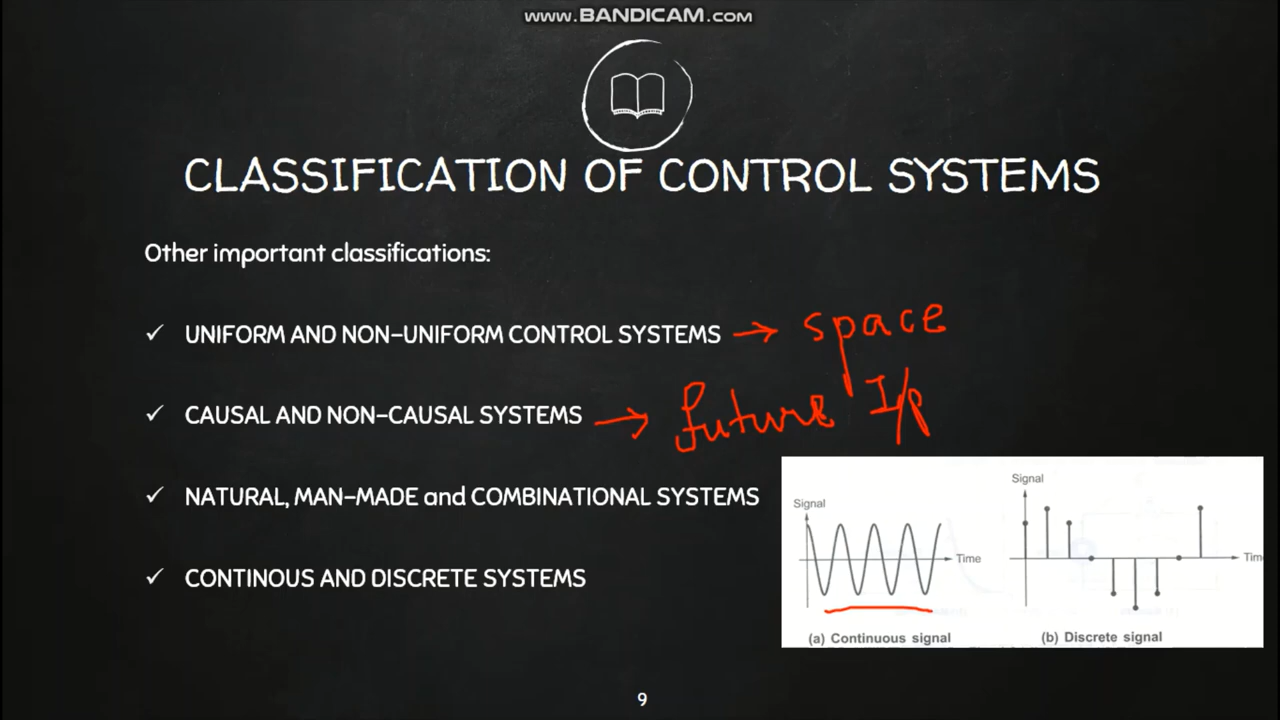 www.BANDICAM.com
CLASSIFICATION OF CONTROL SYSTEMS
Other important classifications:
✓ UNIFORM AND NON-UNIFORM CONTROL SYSTEMS → space
✓ CAUSAL AND NON-CAUSAL SYSTEMS → future I/p
✓ NATURAL, MAN-MADE and COMBINATIONAL SYSTEMS
✓ CONTINOUS AND DISCRETE SYSTEMS
Signal
Time
(a) Continuous signal
Signal
Tim
(b) Discrete signal
9